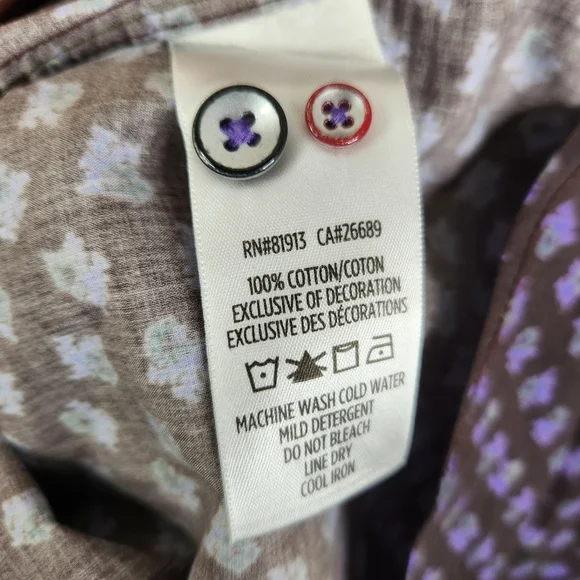 RN#81913 CA#26689
100% COTTON/COTON
EXCLUSIVE OF DECORATION
EXCLUSIVE DES DÉCORATIONS
MACHINE WASH COLD WATER
MILD DETERGENT
DO NOT BLEACH
LINE DRY
COOL IRON